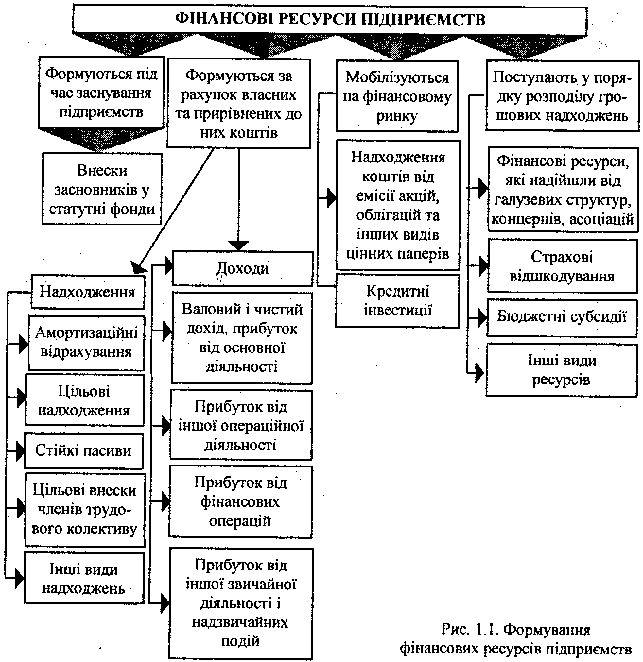 ФІНАНСОВІ РЕСУРСИ ПІДПРИЄМСТВ
Формуються під
час заснування
підприємств
Внески
засновників у
статутні фонди
Формуються за
рахунок власних
та прирівнених до
них коштів
Надходження
Амортизаційні
відрахування
Цільові
надходження
Стійкі пасиви
Цільові внески
членів трудо-
вого колективу
Інші види
надходжень
Доходи
Валовий і чистий
дохід, прибуток
від основної
діяльності
Прибуток від
іншої операційної
діяльності
Прибуток від
фінансових
операцій
Прибуток від
іншої звичайної
діяльності і
надзвичайних
подій
Мобілізуються
на фінансовому
ринку
Надходження
коштів від
емісії акцій,
облігацій та
інших видів
цінних паперів
Кредитні
інвестиції
Поступають у поря-
дку розподілу гро-
шових надходжень
Фінансові ресурси,
які надійшли від
галузевих структур,
концернів, асоціацій
Страхові
відшкодування
Бюджетні субсидії
Інші види
ресурсів
Рис. 1.1. Формування
фінансових ресурсів підприємств